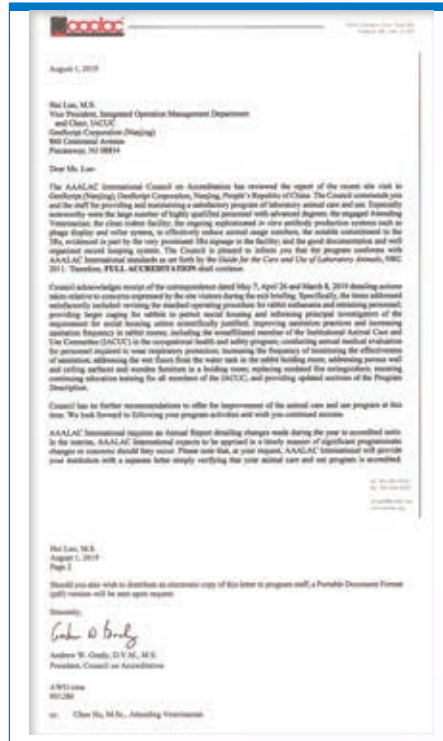 aaalac
August 1, 2019
Hui Luo, M.S.
Vice President, Integrated Operation Management Department
and Chair, IACUC
GenScript Corporation (Nanjing)
860 Centennial Avenue
Piscataway, NJ 08854
Dear Ms. Luo:
The AAALAC International Council on Accreditation has reviewed the report of the recent site visit to
GenScript (Nanjing), GenScript Corporation, Nanjing, People's Republic of China. The Council commends you
and the staff for providing and maintaining a satisfactory program of laboratory animal care and use. Especially
noteworthy were the large number of highly qualified personnel with advanced degrees; the engaged Attending
Veterinarian; the clean rodent facility; the ongoing sophisticated in vitro antibody production systems such as
phage display and roller system, to effectively reduce animal usage numbers, the notable commitment to the
3Rs, evidenced in part by the very prominent 3Rs signage in the facility; and the good documentation and well
organized record keeping systems. The Council is pleased to inform you that the program conforms with
AAALAC International standards as set forth by the Guide for the Care and Use of Laboratory Animals, NRC
2011. Therefore, FULL ACCREDITATION shall continue.
Council acknowledges receipt of the correspondence dated May 7, April 26 and March 8, 2019 detailing actions
taken relative to concerns expressed by the site visitors during the exit briefing. Specifically, the items addressed
satisfactorily included: revising the standard operating procedure for rabbit euthanasia and retraining personnel;
providing larger caging for rabbits to permit social housing and informing principal investigators of the
requirement for social housing unless scientifically justified; improving sanitation practices and increasing
sanitation frequency in rabbit rooms; including the nonaffiliated member of the Institutional Animal Care and
Use Committee (IACUC) in the occupational health and safety program; conducting annual medical evaluation
for personnel required to wear respiratory protection; increasing the frequency of monitoring the effectiveness
of sanitation; addressing the wet floors from the water tank in the rabbit holding room; addressing porous wall
and ceiling surfaces and wooden furniture in a holding room; replacing outdated fire extinguishers; ensuring
continuing education training for all members of the IACUC; and providing updated sections of the Program
Description.
Council has no further recommendations to offer for improvement of the animal care and use program at this
time. We look forward to following your program activities and wish you continued success.
AAALAC International requires an Annual Report detailing changes made during the year to accredited units.
In the interim, AAALAC International expects to be apprised in a timely manner of significant programmatic
changes or concerns should they occur. Please note that, at your request, AAALAC International will provide
your institution with a separate letter simply verifying that your animal care and use program is accredited.
Hui Luo, M.S.
August 1, 2019
Page 2
Should you also wish to distribute an electronic copy of this letter to program staff, a Portable Document Format
(pdf) version will be sent upon request.
Sincerely,
Andrew W. Grady, D.V.M., M.S.
President, Council on Accreditation
001286
cc: Chen Hu, M.Sc., Attending Veterinarian